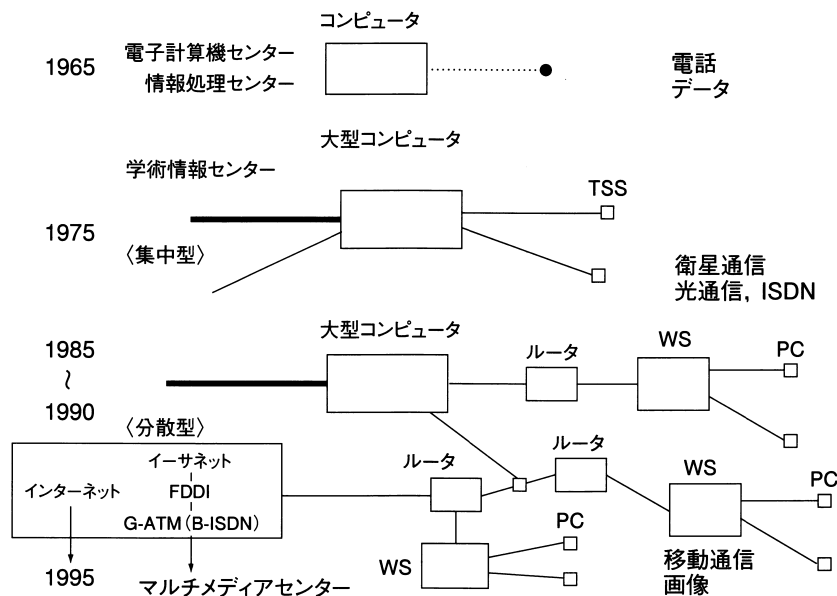 コンピュータ
1965
電子計算機センター
情報処理センター
電話
データ
大型コンピュータ
学術情報センター
TSS
1975
〈集中型〉
衛星通信
光通信, ISDN
大型コンピュータ
1985
~
1990
ルータ
WS
PC
〈分散型〉
イーサネット
インターネット
FDDI
G-ATM(B-ISDN)
ルータ
ルータ
WS
PC
PC
WS
1995
マルチメディアセンター
移動通信
画像